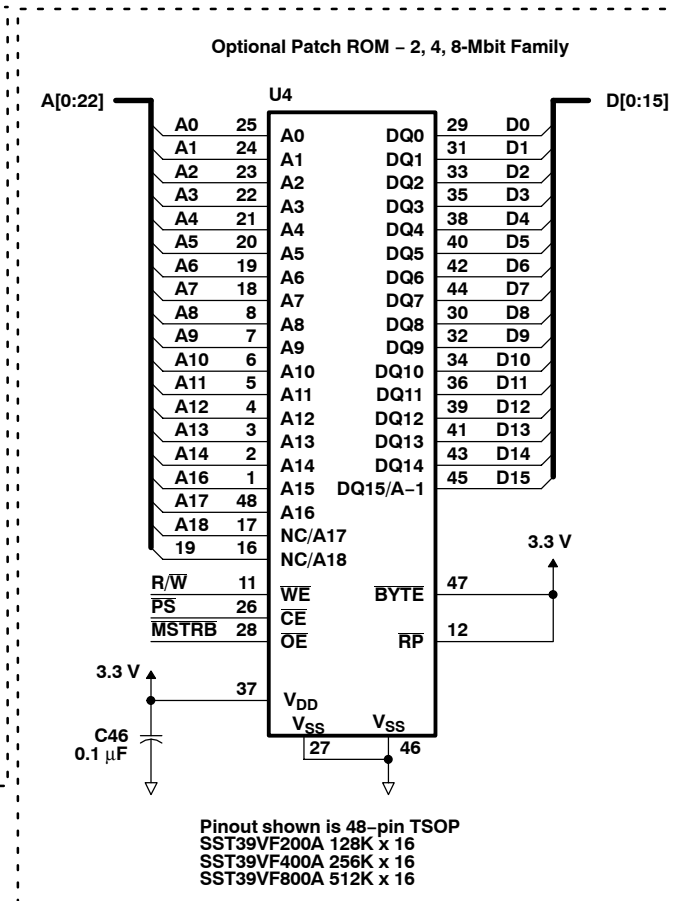 Optional Patch ROM – 2, 4, 8-Mbit Family
U4
A[0:22]
D[0:15]
A0 25 A0 DQ0 29 D0
A1 24 A1 DQ1 31 D1
A2 23 A2 DQ2 33 D2
A3 22 A3 DQ3 35 D3
A4 21 A4 DQ4 38 D4
A5 20 A5 DQ5 40 D5
A6 19 A6 DQ6 42 D6
A7 18 A7 DQ7 44 D7
A8 8 A8 DQ8 30 D8
A9 7 A9 DQ9 32 D9
A10 6 A10 DQ10 34 D10
A11 5 A11 DQ11 36 D11
A12 4 A12 DQ12 39 D12
A13 3 A13 DQ13 41 D13
A14 2 A14 DQ14 43 D14
A16 1 A15 DQ15/A–1 45 D15
A17 48 A16
A18 17 NC/A17
19 16 NC/A18
3.3 V
R/W̅ 11 W̅E̅ B̅Y̅T̅E̅ 47
P̅S̅ 26 C̅E̅
M̅S̅T̅R̅B̅ 28 O̅E̅ R̅P̅ 12
3.3 V
37 VDD
VSS VSS
27 46
C46
0.1 μF
Pinout shown is 48–pin TSOP
SST39VF200A 128K x 16
SST39VF400A 256K x 16
SST39VF800A 512K x 16